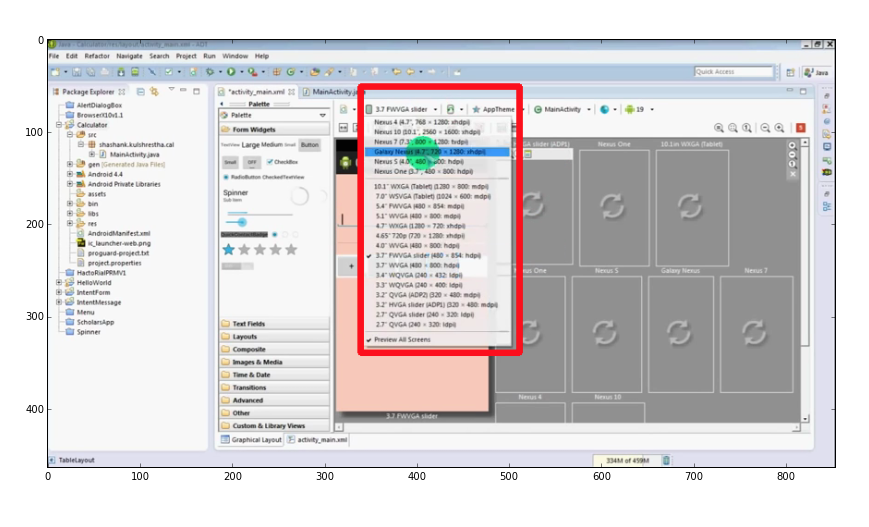 Java - Calculator/res/layout/activity_main.xml - ADT
File Edit Refactor Navigate Search Project Run Window Help
Quick Access
Java
Package Explorer
*activity_main.xml
MainActivity.java
AlertDialogBox
BrowserX10x1.1
Calculator
src
shashank.kulshrestha.cal
MainActivity.java
gen [Generated Java Files]
Android 4.4
Android Private Libraries
assets
bin
libs
res
AndroidManifest.xml
ic_launcher-web.png
proguard-project.txt
project.properties
HactoRialPRMV1
HelloWorld
IntentForm
IntentMessage
Menu
ScholarsApp
Spinner
Palette
Palette
Form Widgets
TextView Large Medium Small Button
Small OFF CheckBox
RadioButton CheckedTextView
Spinner
Sub Item
QuickContactBadge
Text Fields
Layouts
Composite
Images & Media
Time & Date
Transitions
Advanced
Other
Custom & Library Views
Graphical Layout
activity_main.xml
3.7 FWVGA slider
AppTheme
MainActivity
19
Nexus 4 (4.7", 768 × 1280: xhdpi)
Nexus 10 (10.1", 2560 × 1600: xhdpi)
Nexus 7 (7.3", 800 × 1280: tvdpi)
Galaxy Nexus (4.7", 720 × 1280: xhdpi)
Nexus S (4.0", 480 × 800: hdpi)
Nexus One (3.7", 480 × 800: hdpi)
10.1" WXGA (Tablet) (1280 × 800: mdpi)
7.0" WSVGA (Tablet) (1024 × 600: mdpi)
5.4" FWVGA (480 × 854: mdpi)
5.1" WVGA (480 × 800: mdpi)
4.7" WXGA (1280 × 720: xhdpi)
4.65" 720p (720 × 1280: xhdpi)
4.0" WVGA (480 × 800: hdpi)
3.7" FWVGA slider (480 × 854: hdpi)
3.7" WVGA (480 × 800: hdpi)
3.4" WQVGA (240 × 432: ldpi)
3.3" WQVGA (240 × 400: ldpi)
3.2" QVGA (ADP2) (320 × 480: mdpi)
3.2" HVGA slider (ADP1) (320 × 480: mdpi)
2.7" QVGA slider (240 × 320: ldpi)
2.7" QVGA (240 × 320: ldpi)
Preview All Screens
slider (ADP1)
Nexus One
10.1in WXGA (Tablet)
Nexus One
Nexus S
Galaxy Nexus
Nexus 7
Nexus 4
Nexus 10
3.7 FWVGA slider
TableLayout
334M of 459M
0
100
200
300
400
0 100 200 300 400 500 600 700 800